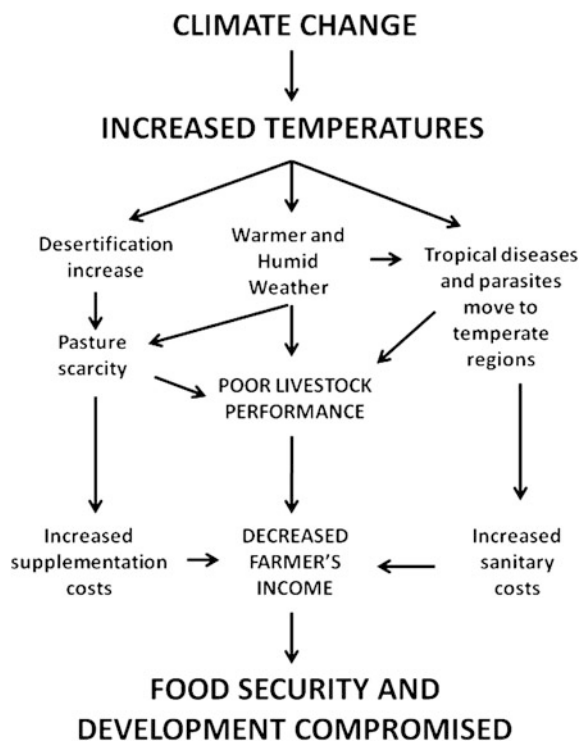 CLIMATE CHANGE
INCREASED TEMPERATURES
Desertification
increase
Warmer and
Humid
Weather
Tropical diseases
and parasites
move to
temperate
regions
Pasture
scarcity
POOR LIVESTOCK
PERFORMANCE
Increased
supplementation
costs
DECREASED
FARMER'S
INCOME
Increased
sanitary
costs
FOOD SECURITY AND
DEVELOPMENT COMPROMISED